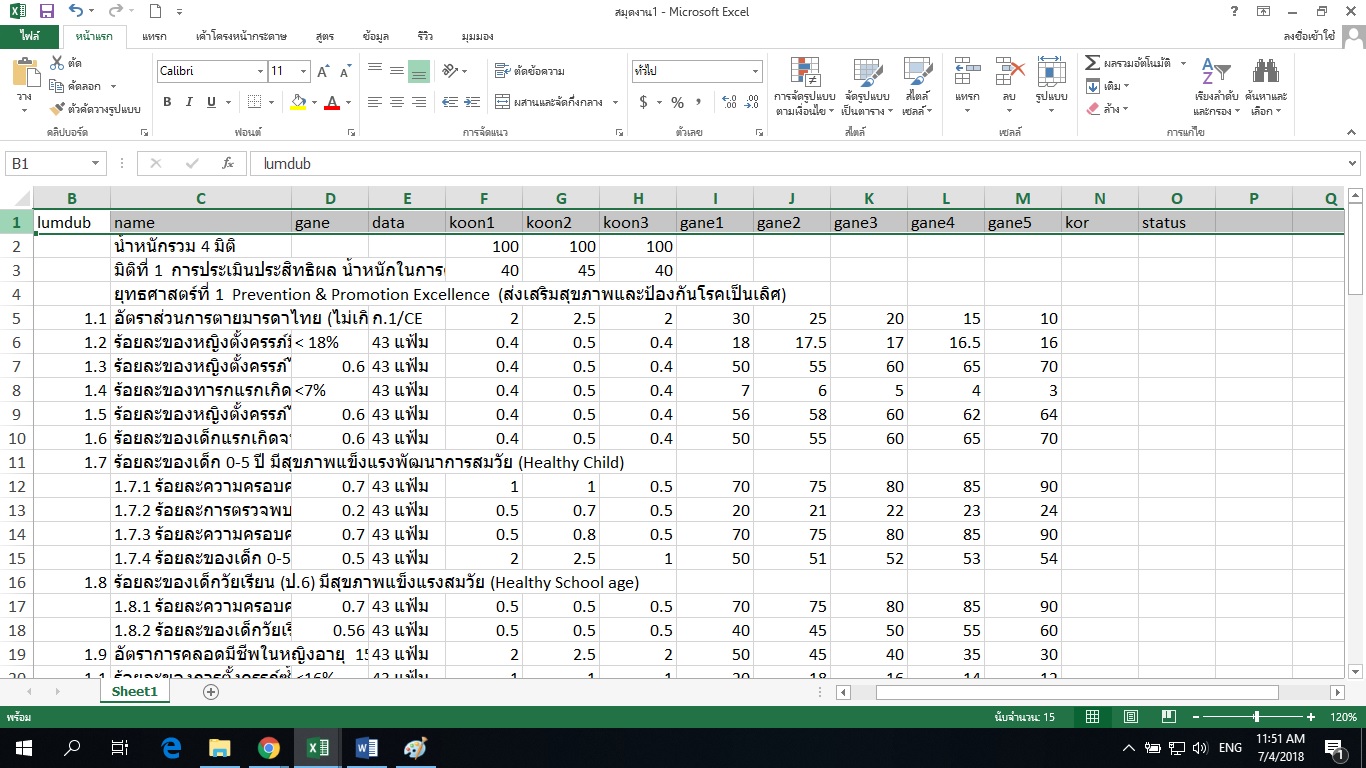 สมุดงาน1 - Microsoft Excel
ไฟล์ หน้าแรก แทรก เค้าโครงหน้ากระดาษ สูตร ข้อมูล รีวิว มุมมอง ลงชื่อเข้าใช้
วาง ตัด คัดลอก ตัวคัดวางรูปแบบ คลิปบอร์ด
Calibri 11 B I U ฟอนต์
ตัดข้อความ ผสานและจัดกึ่งกลาง การจัดแนว
ทั่วไป $ % ตัวเลข
การจัดรูปแบบตามเงื่อนไข จัดรูปแบบเป็นตาราง สไตล์เซลล์ สไตล์
แทรก ลบ รูปแบบ เซลล์
ผลรวมอัตโนมัติ เติม ล้าง เรียงลำดับและกรอง ค้นหาและเลือก การแก้ไข
B1 fx lumdub
B C D E F G H I J K L M N O P Q
1 lumdub name gane data koon1 koon2 koon3 gane1 gane2 gane3 gane4 gane5 kor status
2 น้ำหนักรวม 4 มิติ 100 100 100
3 มิติที่ 1 การประเมินประสิทธิผล น้ำหนักในการ 40 45 40
4 ยุทธศาสตร์ที่ 1 Prevention & Promotion Excellence (ส่งเสริมสุขภาพและป้องกันโรคเป็นเลิศ)
5 1.1 อัตราส่วนการตายมารดาไทย (ไม่เกิ ก.1/CE 2 2.5 2 30 25 20 15 10
6 1.2 ร้อยละของหญิงตั้งครรภ์ < 18% 43 แฟ้ม 0.4 0.5 0.4 18 17.5 17 16.5 16
7 1.3 ร้อยละของหญิงตั้งครรภ์ 0.6 43 แฟ้ม 0.4 0.5 0.4 50 55 60 65 70
8 1.4 ร้อยละของทารกแรกเกิด <7% 43 แฟ้ม 0.4 0.5 0.4 7 6 5 4 3
9 1.5 ร้อยละของหญิงตั้งครรภ์ 0.6 43 แฟ้ม 0.4 0.5 0.4 56 58 60 62 64
10 1.6 ร้อยละของเด็กแรกเกิดจ 0.6 43 แฟ้ม 0.4 0.5 0.4 50 55 60 65 70
11 1.7 ร้อยละของเด็ก 0-5 ปี มีสุขภาพแข็งแรงพัฒนาการสมวัย (Healthy Child)
12 1.7.1 ร้อยละความครอบค 0.7 43 แฟ้ม 1 1 0.5 70 75 80 85 90
13 1.7.2 ร้อยละการตรวจพบ 0.2 43 แฟ้ม 0.5 0.7 0.5 20 21 22 23 24
14 1.7.3 ร้อยละความครอบค 0.7 43 แฟ้ม 0.5 0.8 0.5 70 75 80 85 90
15 1.7.4 ร้อยละของเด็ก 0-5 0.5 43 แฟ้ม 2 2.5 1 50 51 52 53 54
16 1.8 ร้อยละของเด็กวัยเรียน (ป.6) มีสุขภาพแข็งแรงสมวัย (Healthy School age)
17 1.8.1 ร้อยละความครอบค 0.7 43 แฟ้ม 0.5 0.5 0.5 70 75 80 85 90
18 1.8.2 ร้อยละของเด็กวัยเรี 0.56 43 แฟ้ม 0.5 0.5 0.5 40 45 50 55 60
19 1.9 อัตราการคลอดมีชีพในหญิงอายุ 15 43 แฟ้ม 2 2.5 2 50 45 40 35 30
20 1.1 ร้อยละของการตั้งครรภ์ซ้ำ <16% 43 แฟ้ม 1 1 1 20 18 16 14 12
Sheet1
พร้อม นับจำนวน: 15 120%
ENG 11:51 AM
7/4/2018
1